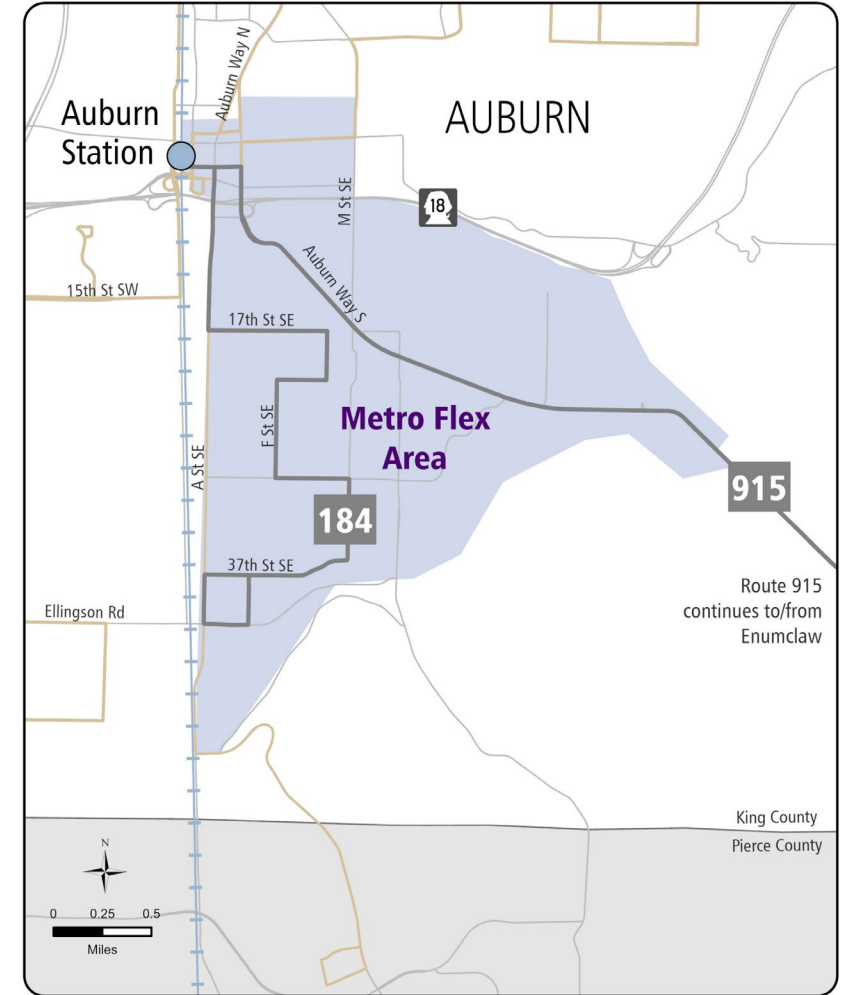 Auburn Way N
Auburn
Station
AUBURN
M St SE
18
15th St SW
Auburn Way S
17th St SE
F St SE
Metro Flex
Area
A St SE
915
184
37th St SE
Route 915
continues to/from
Enumclaw
Ellingson Rd
King County
Pierce County
N
0 0.25 0.5
Miles